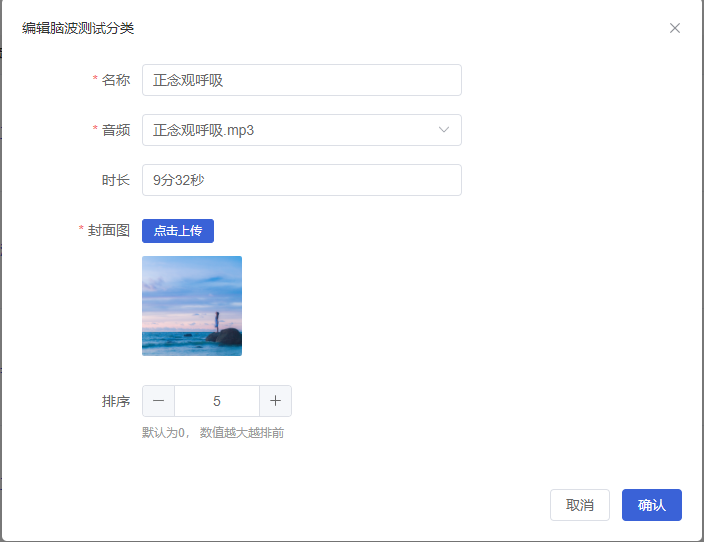 编辑脑波测试分类
* 名称 正念观呼吸
* 音频 正念观呼吸.mp3
时长 9分32秒
* 封面图 点击上传
排序 5
默认为0， 数值越大越排前
取消 确认